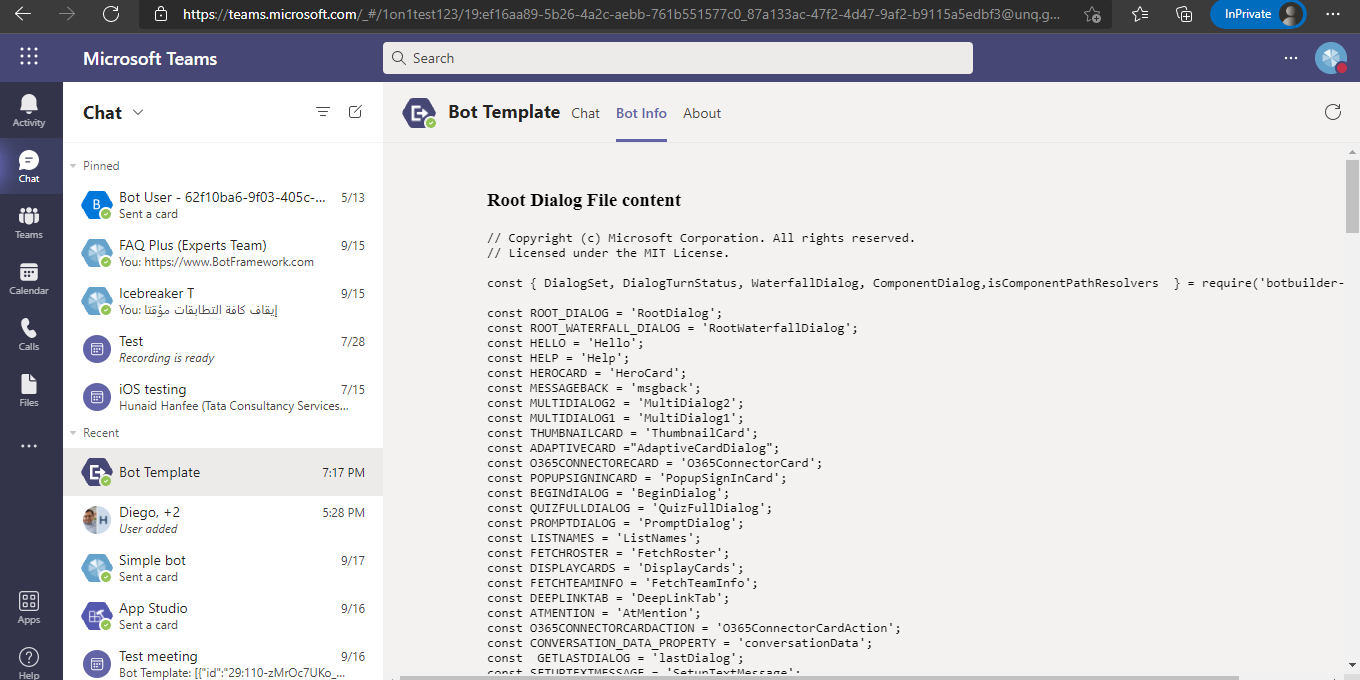 https://teams.microsoft.com/_#/1on1test123/19:ef16aa89-5b26-4a2c-aebb-761b551577c0_87a133ac-47f2-4d47-9af2-b9115a5edbf3@unq.g...
InPrivate
Microsoft Teams
Search
Activity
Chat
Teams
Calendar
Calls
Files
Apps
Help
Chat
Pinned
Bot User - 62f10ba6-9f03-405c-... 5/13
Sent a card
FAQ Plus (Experts Team) 9/15
You: https://www.BotFramework.com
Icebreaker T 9/15
You: إيقاف كافة التطابقات مؤقتا
Test 7/28
Recording is ready
iOS testing 7/15
Hunaid Hanfee (Tata Consultancy Services...
Recent
Bot Template 7:17 PM
Diego, +2 5:28 PM
User added
Simple bot 9/17
Sent a card
App Studio 9/16
Sent a card
Test meeting 9/16
Bot Template: [{"id":"29:110-zMrOc7UKo_...
Bot Template Chat Bot Info About
Root Dialog File content
// Copyright (c) Microsoft Corporation. All rights reserved.
// Licensed under the MIT License.
const { DialogSet, DialogTurnStatus, WaterfallDialog, ComponentDialog,isComponentPathResolvers  } = require('botbuilder-
const ROOT_DIALOG = 'RootDialog';
const ROOT_WATERFALL_DIALOG = 'RootWaterfallDialog';
const HELLO = 'Hello';
const HELP = 'Help';
const HEROCARD = 'HeroCard';
const MESSAGEBACK = 'msgback';
const MULTIDIALOG2 = 'MultiDialog2';
const MULTIDIALOG1 = 'MultiDialog1';
const THUMBNAILCARD = 'ThumbnailCard';
const ADAPTIVECARD ="AdaptiveCardDialog";
const O365CONNECTORECARD = 'O365ConnectorCard';
const POPUPSIGNINCARD = 'PopupSignInCard';
const BEGINdIALOG = 'BeginDialog';
const QUIZFULLDIALOG = 'QuizFullDialog';
const PROMPTDIALOG = 'PromptDialog';
const LISTNAMES = 'ListNames';
const FETCHROSTER = 'FetchRoster';
const DISPLAYCARDS = 'DisplayCards';
const FETCHTEAMINFO = 'FetchTeamInfo';
const DEEPLINKTAB = 'DeepLinkTab';
const ATMENTION = 'AtMention';
const O365CONNECTORCARDACTION = 'O365ConnectorCardAction';
const CONVERSATION_DATA_PROPERTY = 'conversationData';
const  GETLASTDIALOG = 'lastDialog';
const SETUPTEXTMESSAGE = 'SetupTextMessage';